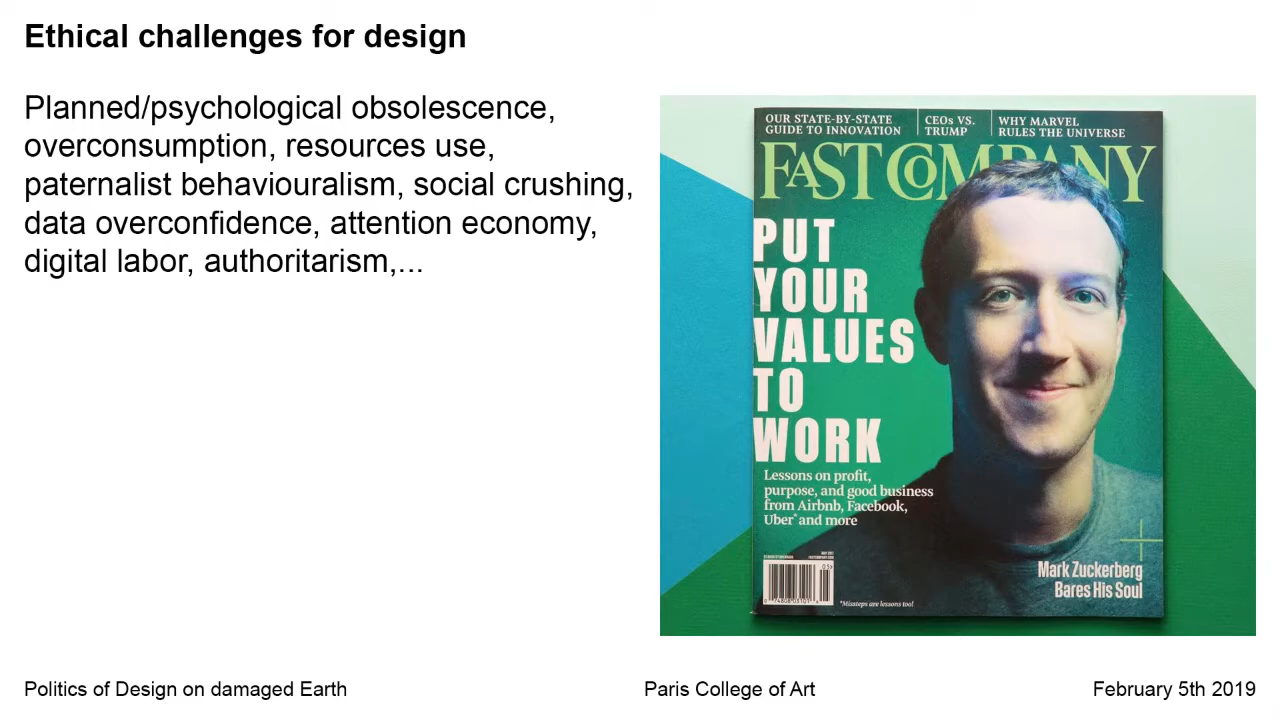 Ethical challenges for design
Planned/psychological obsolescence,
overconsumption, resources use,
paternalist behaviouralism, social crushing,
data overconfidence, attention economy,
digital labor, authoritarism,...
OUR STATE-BY-STATE
GUIDE TO INNOVATION
CEOs VS.
TRUMP
WHY MARVEL
RULES THE UNIVERSE
FAST COMPANY
PUT
YOUR
VALUES
TO
WORK
Lessons on profit,
purpose, and good business
from Airbnb, Facebook,
Uber* and more
Mark Zuckerberg
Bares His Soul
*Missteps are lessons too!
Politics of Design on damaged Earth
Paris College of Art
February 5th 2019